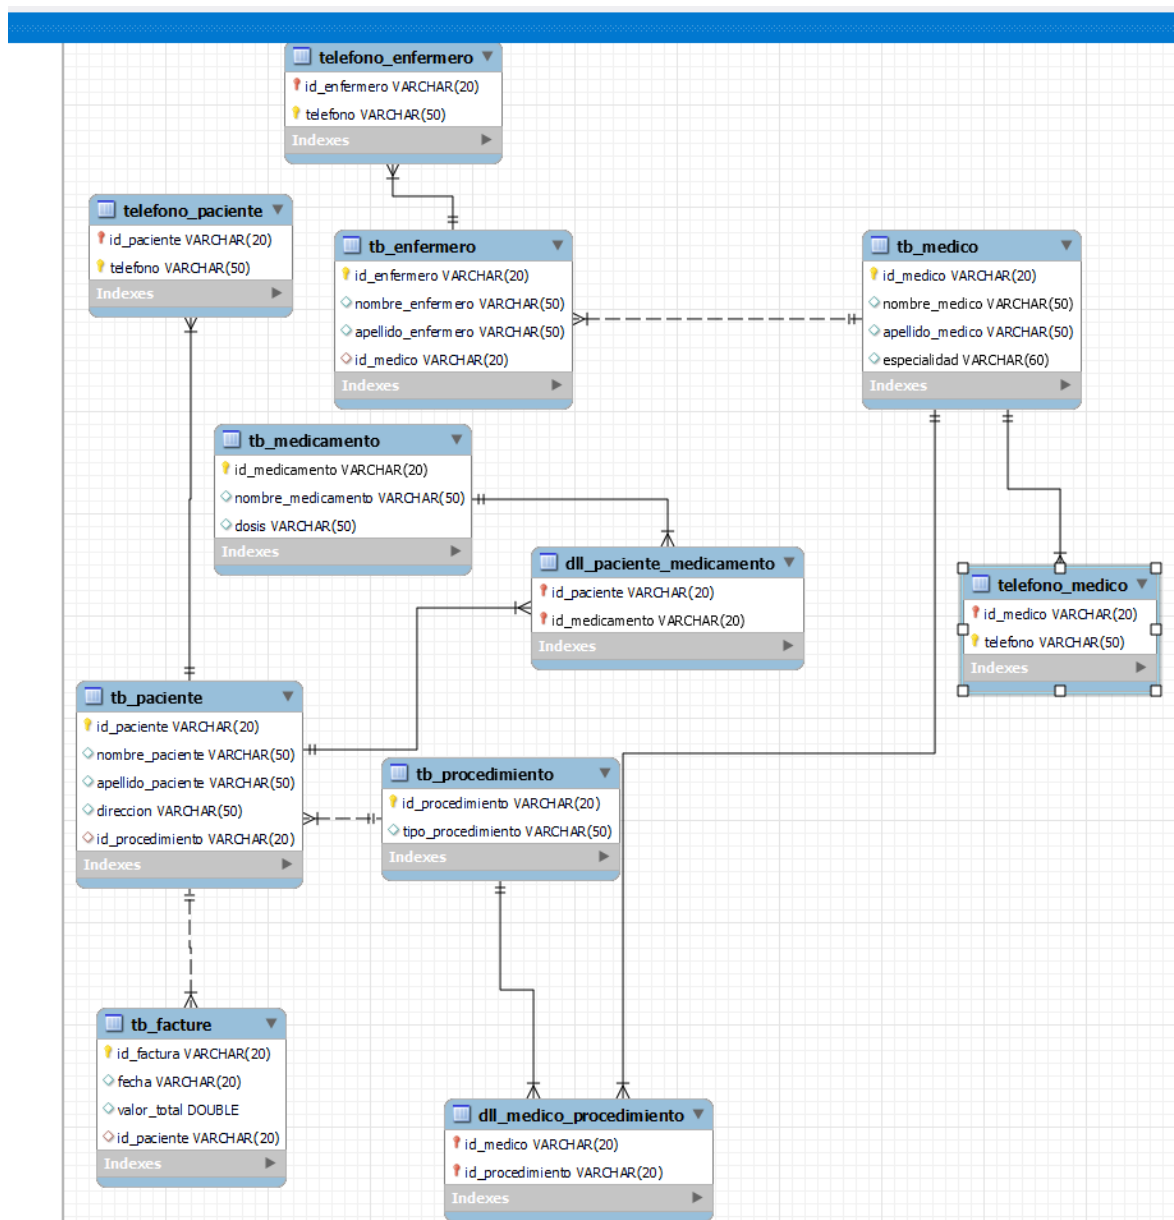 telefono_enfermero
id_enfermero VARCHAR(20)
telefono VARCHAR(50)
Indexes
telefono_paciente
id_paciente VARCHAR(20)
telefono VARCHAR(50)
Indexes
tb_enfermero
id_enfermero VARCHAR(20)
nombre_enfermero VARCHAR(50)
apellido_enfermero VARCHAR(50)
id_medico VARCHAR(20)
Indexes
tb_medico
id_medico VARCHAR(20)
nombre_medico VARCHAR(50)
apellido_medico VARCHAR(50)
especialidad VARCHAR(60)
Indexes
tb_medicamento
id_medicamento VARCHAR(20)
nombre_medicamento VARCHAR(50)
dosis VARCHAR(50)
Indexes
dll_paciente_medicamento
id_paciente VARCHAR(20)
id_medicamento VARCHAR(20)
Indexes
telefono_medico
id_medico VARCHAR(20)
telefono VARCHAR(50)
Indexes
tb_paciente
id_paciente VARCHAR(20)
nombre_paciente VARCHAR(50)
apellido_paciente VARCHAR(50)
direccion VARCHAR(50)
id_procedimiento VARCHAR(20)
Indexes
tb_procedimiento
id_procedimiento VARCHAR(20)
tipo_procedimiento VARCHAR(50)
Indexes
tb_facture
id_factura VARCHAR(20)
fecha VARCHAR(20)
valor_total DOUBLE
id_paciente VARCHAR(20)
Indexes
dll_medico_procedimiento
id_medico VARCHAR(20)
id_procedimiento VARCHAR(20)
Indexes